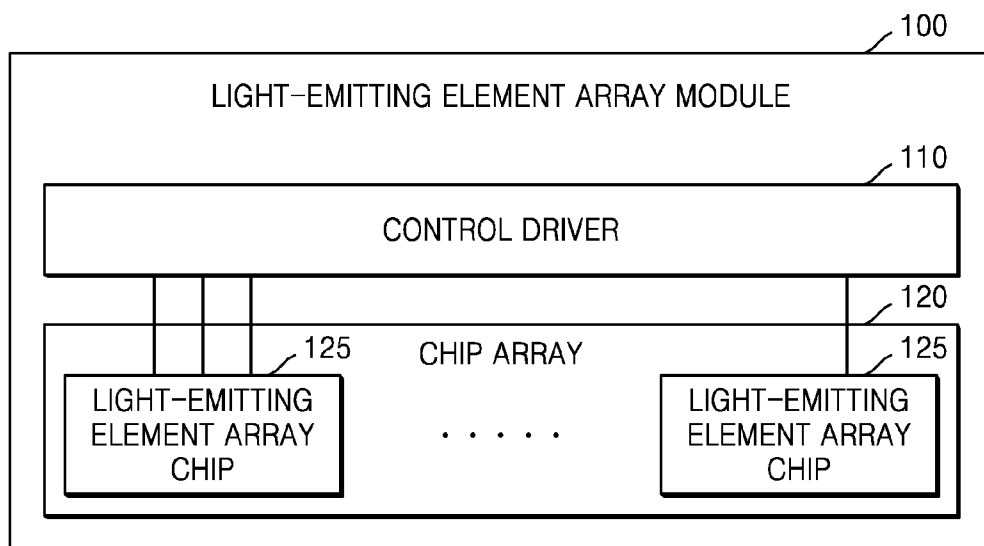 100
LIGHT-EMITTING ELEMENT ARRAY MODULE
110
CONTROL DRIVER
120
CHIP ARRAY
125
125
LIGHT-EMITTING
ELEMENT ARRAY
CHIP
. . . . .
LIGHT-EMITTING
ELEMENT ARRAY
CHIP